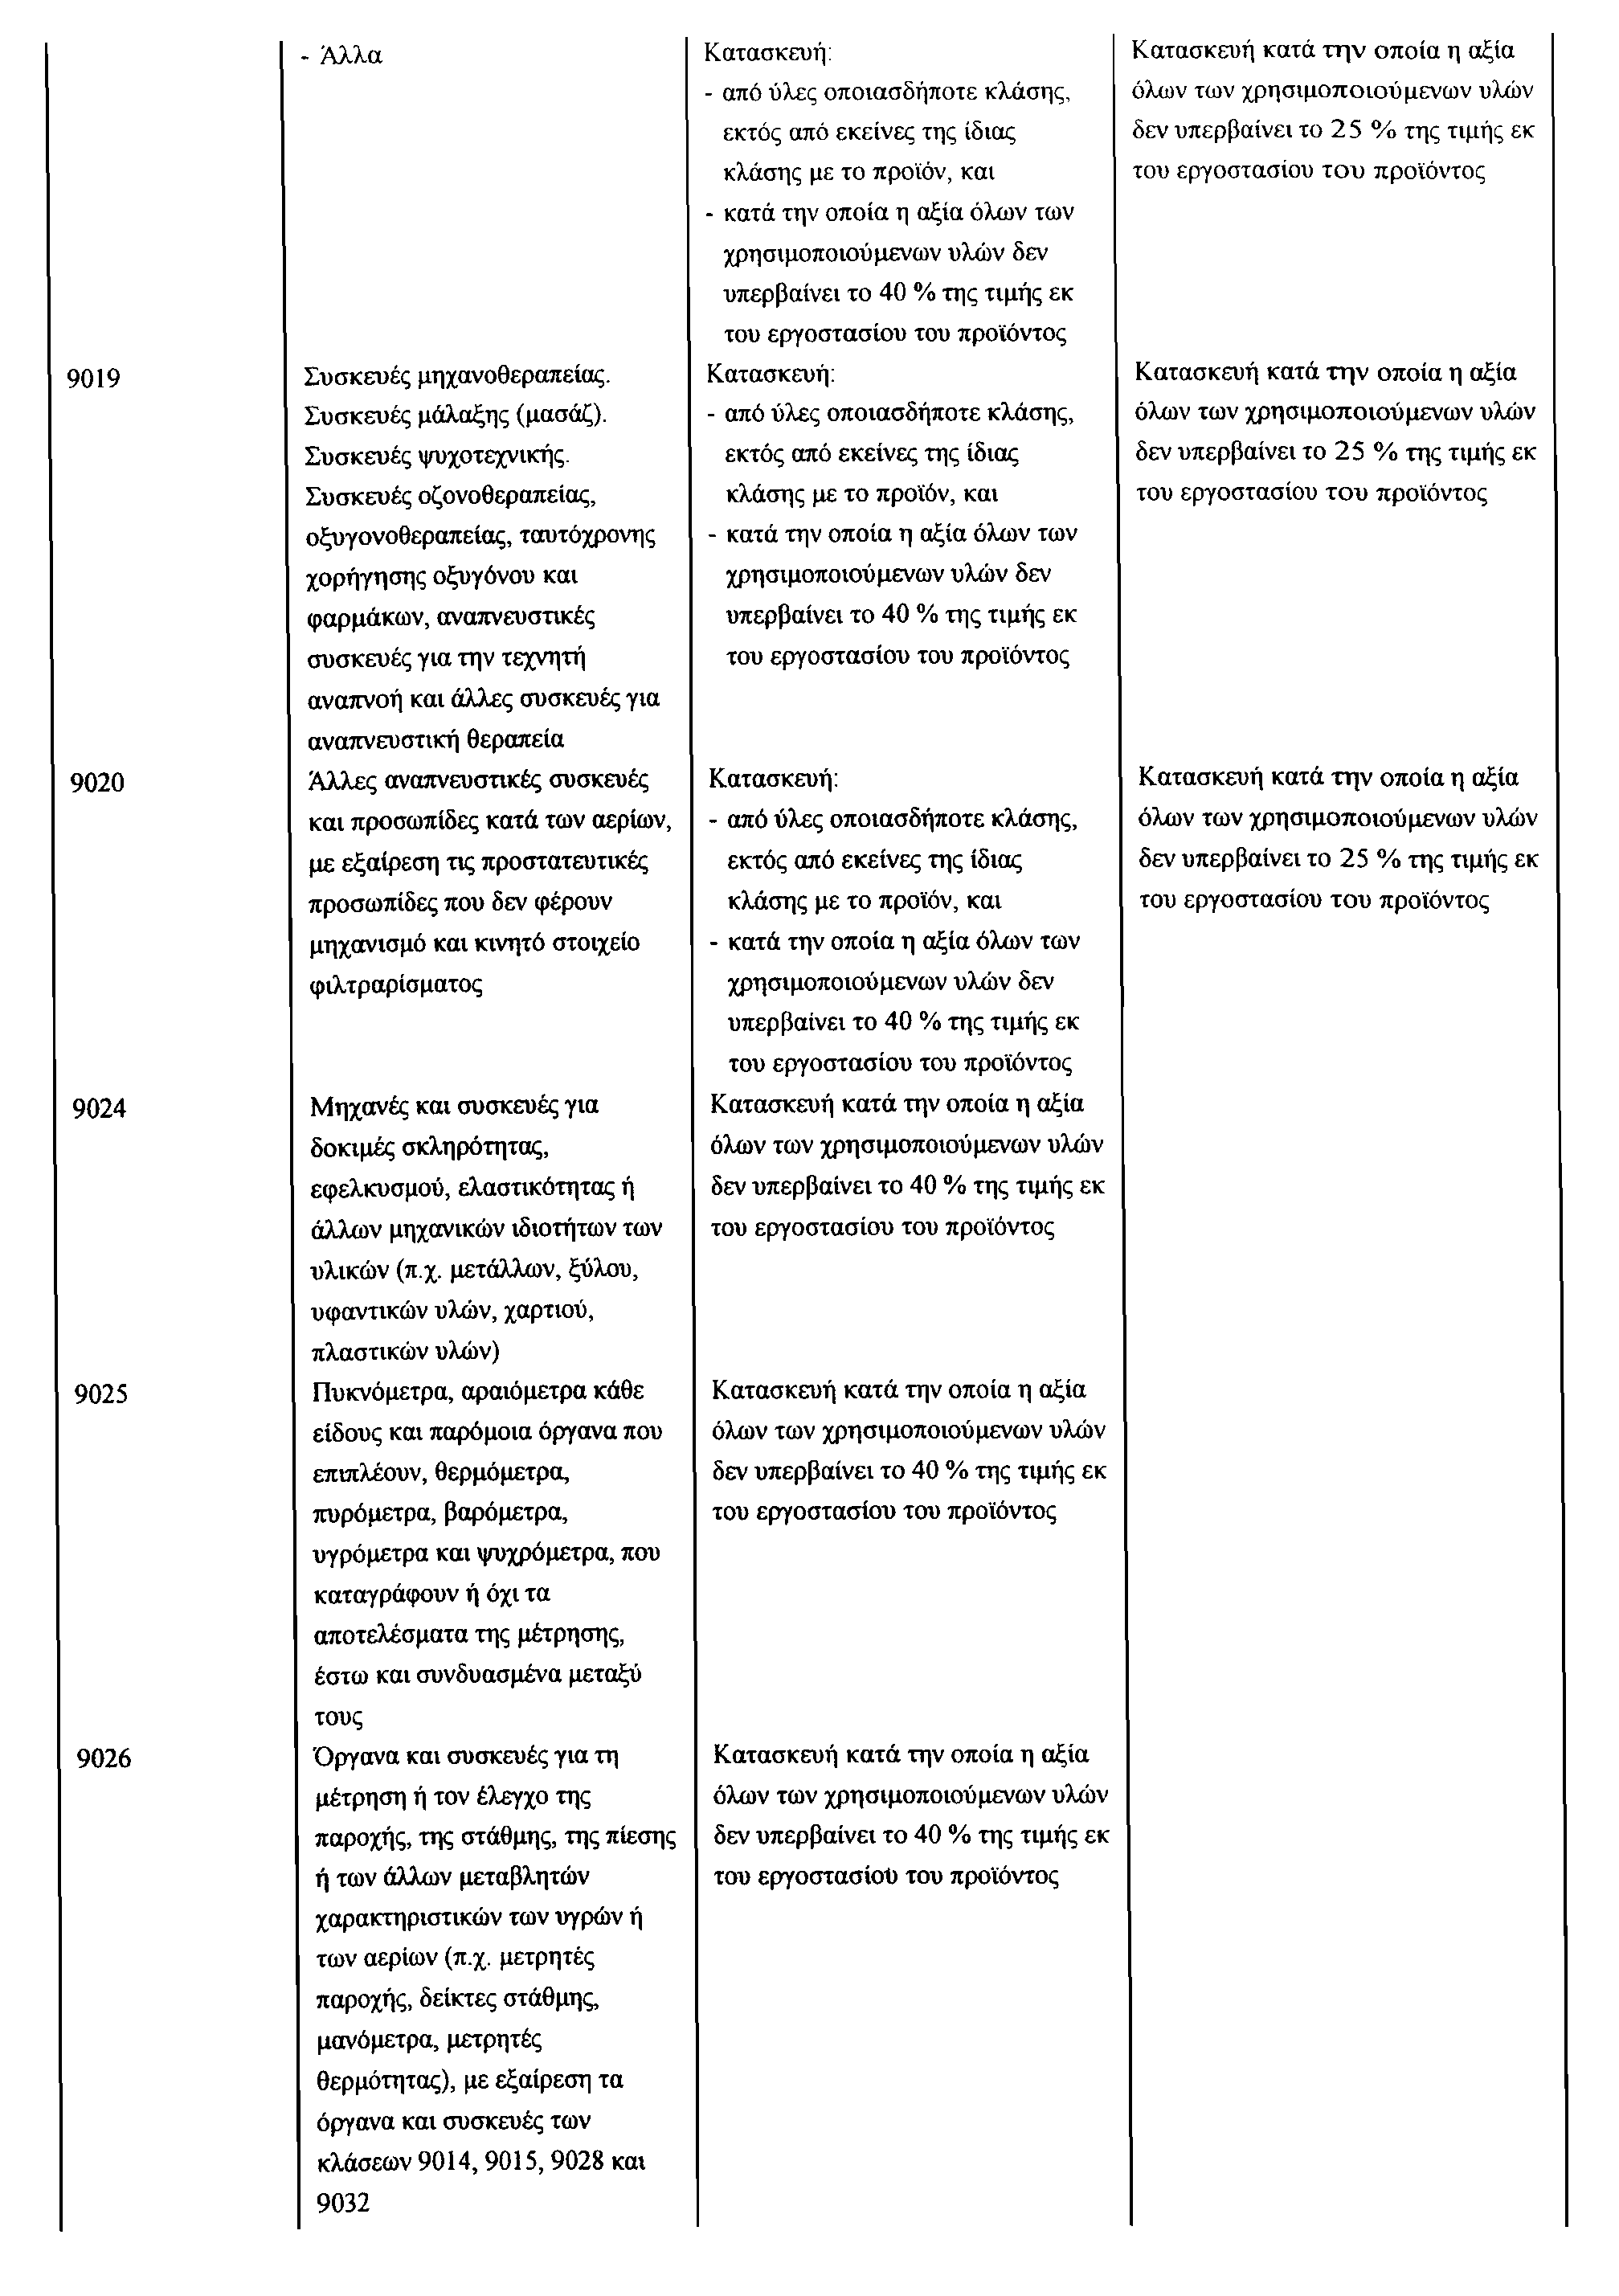 - Άλλα
Κατασκευή:
- από ύλες οποιασδήποτε κλάσης,
εκτός από εκείνες της ίδιας
κλάσης με το προϊόν, και
- κατά την οποία η αξία όλων των
χρησιμοποιούμενων υλών δεν
υπερβαίνει το 40 % της τιμής εκ
του εργοστασίου του προϊόντος
Κατασκευή κατά την οποία η αξία
όλων των χρησιμοποιούμενων υλών
δεν υπερβαίνει το 25 % της τιμής εκ
του εργοστασίου του προϊόντος
9019
Συσκευές μηχανοθεραπείας.
Συσκευές μάλαξης (μασάζ).
Συσκευές ψυχοτεχνικής.
Συσκευές οζονοθεραπείας,
οξυγονοθεραπείας, ταυτόχρονης
χορήγησης οξυγόνου και
φαρμάκων, αναπνευστικές
συσκευές για την τεχνητή
αναπνοή και άλλες συσκευές για
αναπνευστική θεραπεία
Κατασκευή:
- από ύλες οποιασδήποτε κλάσης,
εκτός από εκείνες της ίδιας
κλάσης με το προϊόν, και
- κατά την οποία η αξία όλων των
χρησιμοποιούμενων υλών δεν
υπερβαίνει το 40 % της τιμής εκ
του εργοστασίου του προϊόντος
Κατασκευή κατά την οποία η αξία
όλων των χρησιμοποιούμενων υλών
δεν υπερβαίνει το 25 % της τιμής εκ
του εργοστασίου του προϊόντος
9020
Άλλες αναπνευστικές συσκευές
και προσωπίδες κατά των αερίων,
με εξαίρεση τις προστατευτικές
προσωπίδες που δεν φέρουν
μηχανισμό και κινητό στοιχείο
φιλτραρίσματος
Κατασκευή:
- από ύλες οποιασδήποτε κλάσης,
εκτός από εκείνες της ίδιας
κλάσης με το προϊόν, και
- κατά την οποία η αξία όλων των
χρησιμοποιούμενων υλών δεν
υπερβαίνει το 40 % της τιμής εκ
του εργοστασίου του προϊόντος
Κατασκευή κατά την οποία η αξία
όλων των χρησιμοποιούμενων υλών
δεν υπερβαίνει το 25 % της τιμής εκ
του εργοστασίου του προϊόντος
9024
Μηχανές και συσκευές για
δοκιμές σκληρότητας,
εφελκυσμού, ελαστικότητας ή
άλλων μηχανικών ιδιοτήτων των
υλικών (π.χ. μετάλλων, ξύλου,
υφαντικών υλών, χαρτιού,
πλαστικών υλών)
Κατασκευή κατά την οποία η αξία
όλων των χρησιμοποιούμενων υλών
δεν υπερβαίνει το 40 % της τιμής εκ
του εργοστασίου του προϊόντος
9025
Πυκνόμετρα, αραιόμετρα κάθε
είδους και παρόμοια όργανα που
επιπλέουν, θερμόμετρα,
πυρόμετρα, βαρόμετρα,
υγρόμετρα και ψυχρόμετρα, που
καταγράφουν ή όχι τα
αποτελέσματα της μέτρησης,
έστω και συνδυασμένα μεταξύ
τους
Κατασκευή κατά την οποία η αξία
όλων των χρησιμοποιούμενων υλών
δεν υπερβαίνει το 40 % της τιμής εκ
του εργοστασίου του προϊόντος
9026
Όργανα και συσκευές για τη
μέτρηση ή τον έλεγχο της
παροχής, της στάθμης, της πίεσης
ή των άλλων μεταβλητών
χαρακτηριστικών των υγρών ή
των αερίων (π.χ. μετρητές
παροχής, δείκτες στάθμης,
μανόμετρα, μετρητές
θερμότητας), με εξαίρεση τα
όργανα και συσκευές των
κλάσεων 9014, 9015, 9028 και
9032
Κατασκευή κατά την οποία η αξία
όλων των χρησιμοποιούμενων υλών
δεν υπερβαίνει το 40 % της τιμής εκ
του εργοστασίου του προϊόντος